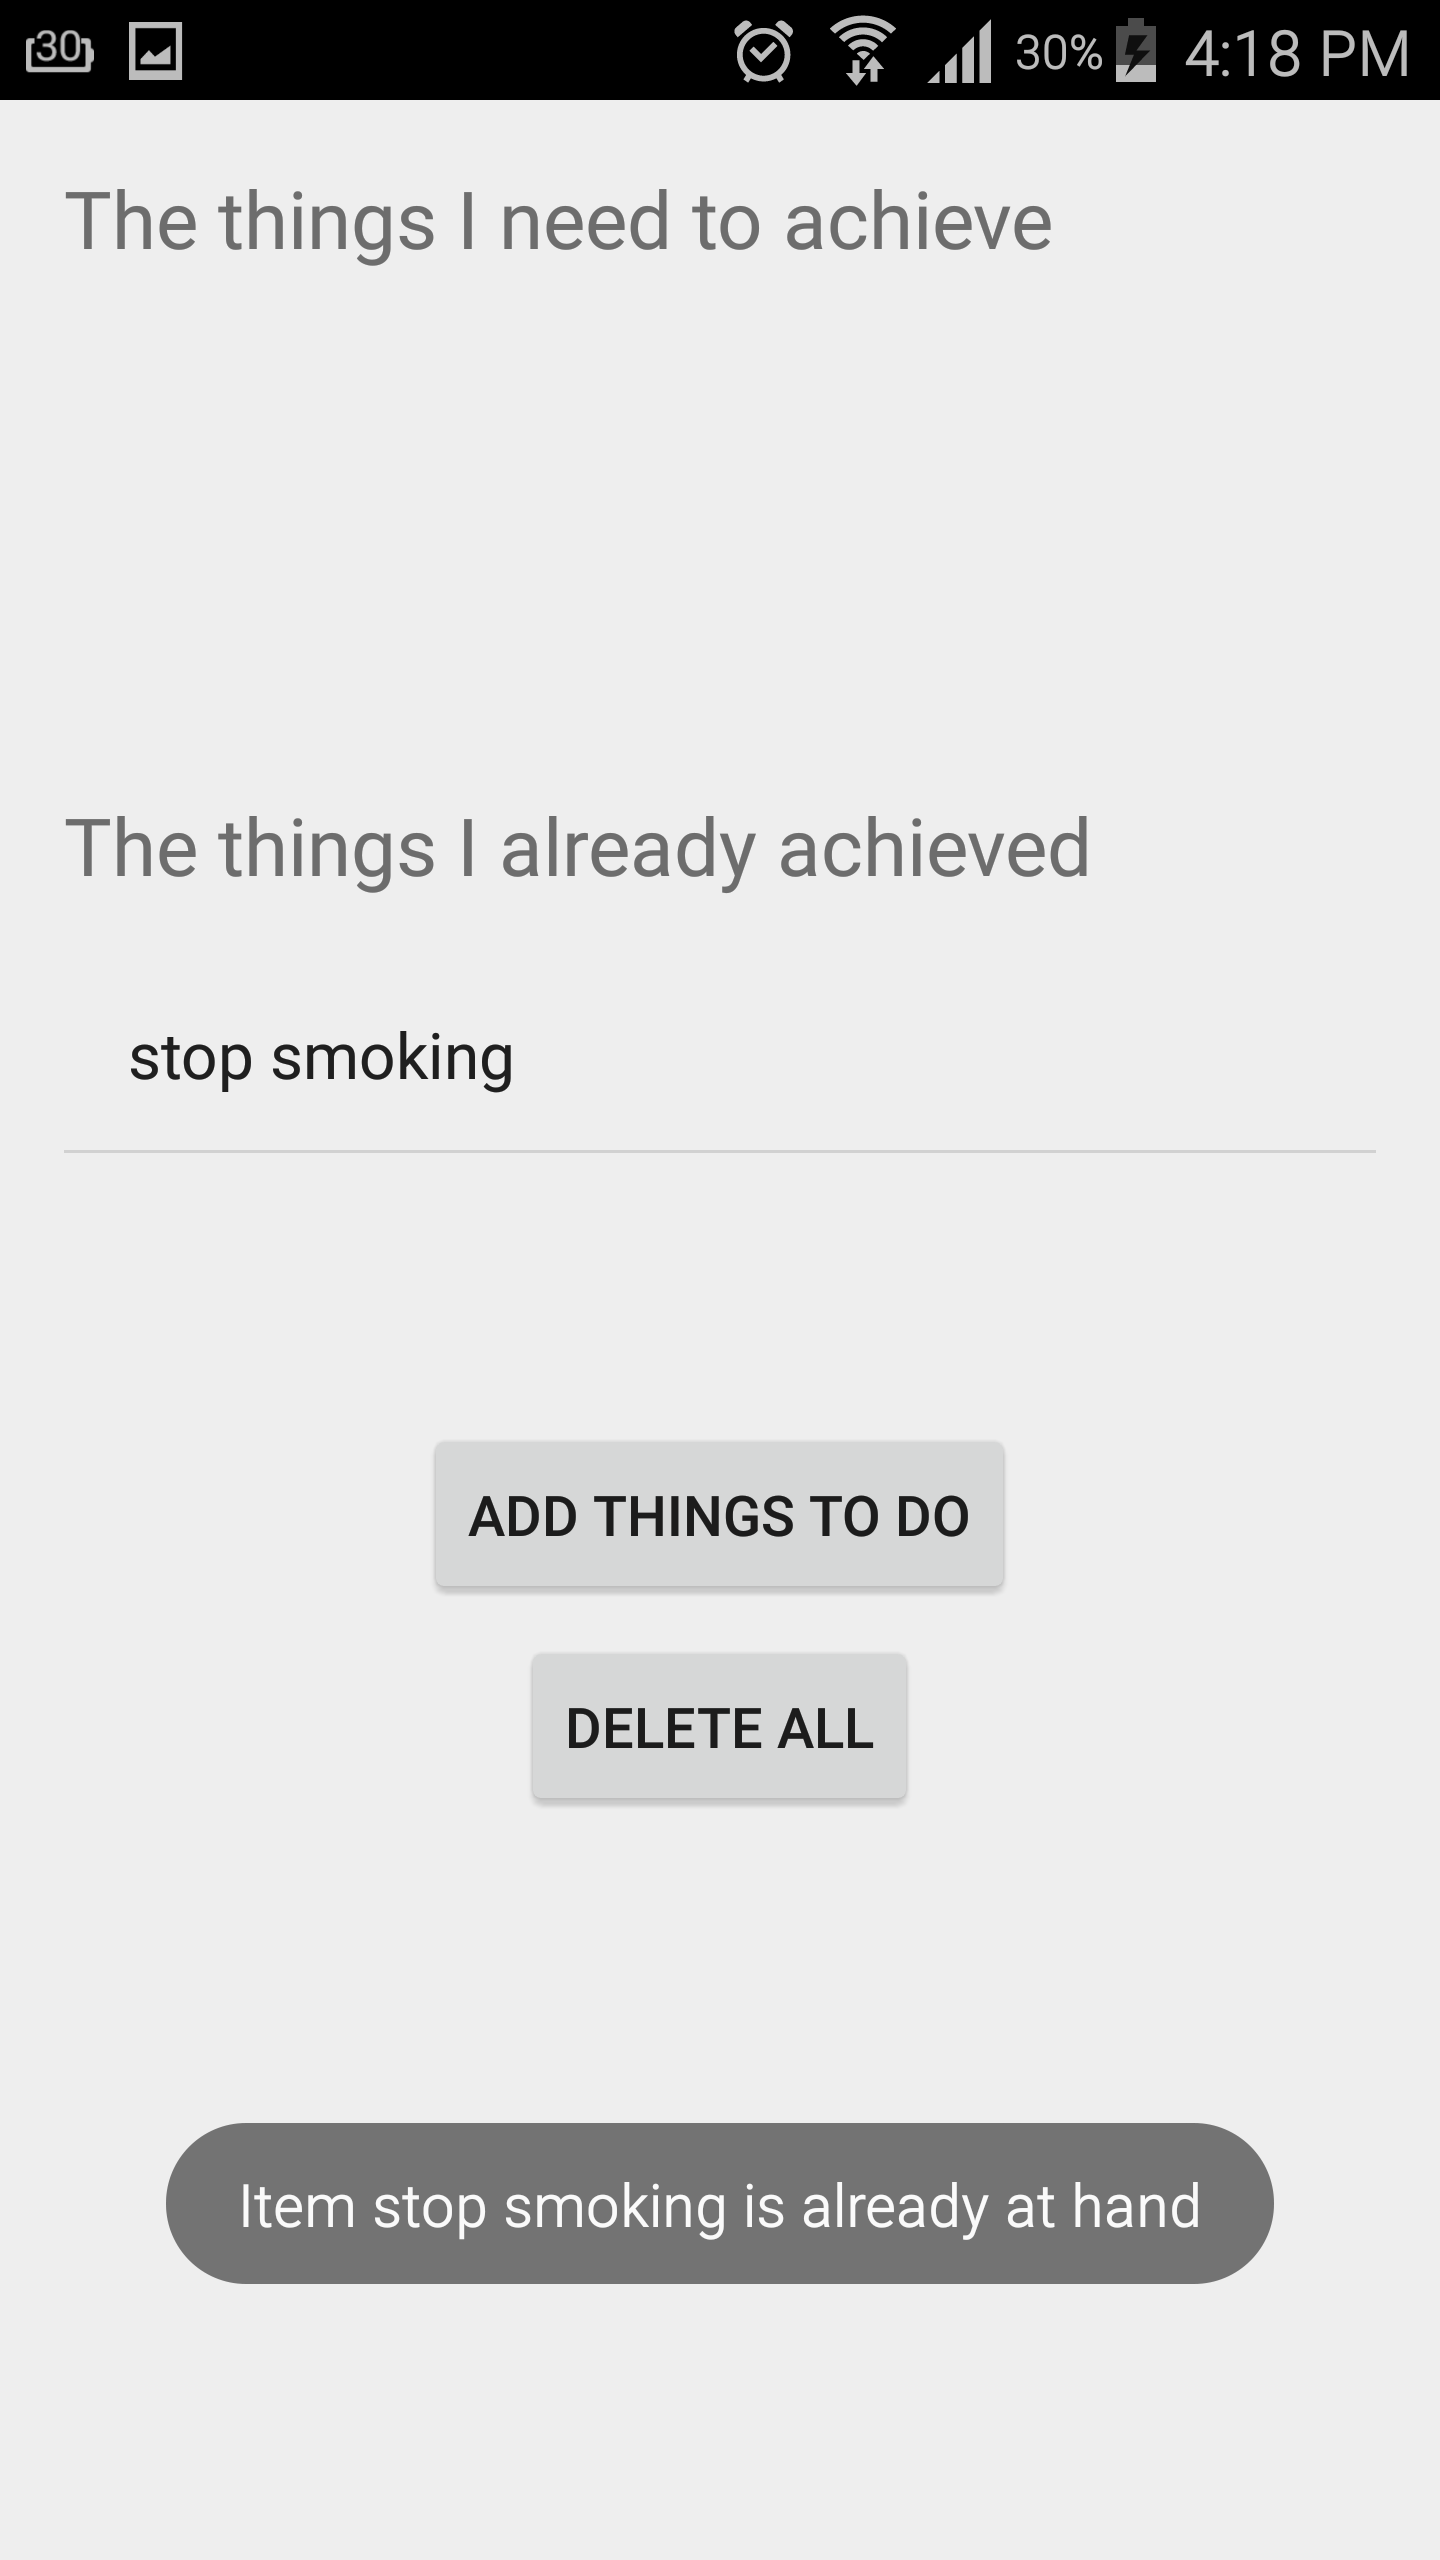 30
30%
4:18 PM
The things I need to achieve
The things I already achieved
stop smoking
ADD THINGS TO DO
DELETE ALL
Item stop smoking is already at hand